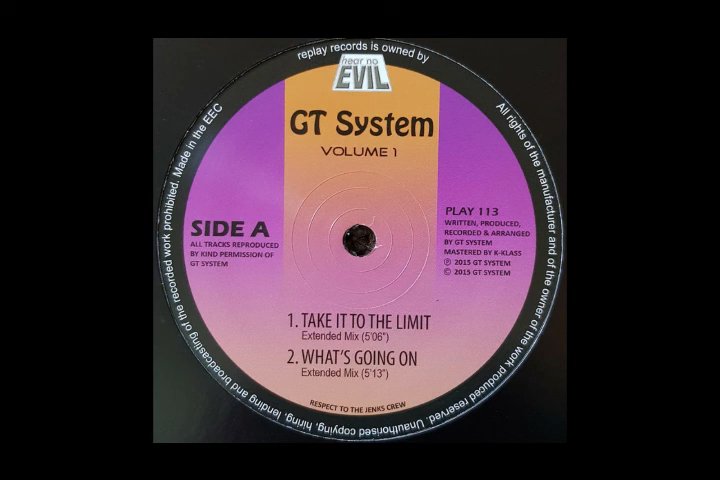 replay records is owned by
hear no
EVIL
All rights of the manufacturer and of the owner of the work produced reserved. Unauthorised copying, hiring, lending and broadcasting of the recorded work prohibited. Made in the EEC
GT System
VOLUME 1
SIDE A
ALL TRACKS REPRODUCED
BY KIND PERMISSION OF
GT SYSTEM
PLAY 113
WRITTEN, PRODUCED,
RECORDED & ARRANGED
BY GT SYSTEM
MASTERED BY K-KLASS
℗ 2015 GT SYSTEM
© 2015 GT SYSTEM
1. TAKE IT TO THE LIMIT
Extended Mix (5'06")
2. WHAT'S GOING ON
Extended Mix (5'13")
RESPECT TO THE JENKS CREW